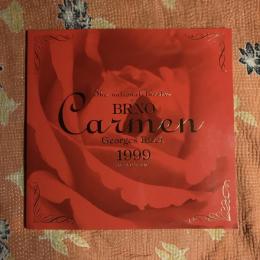 The national theatre
BRNO
Carmen
Georges Bizet
1999